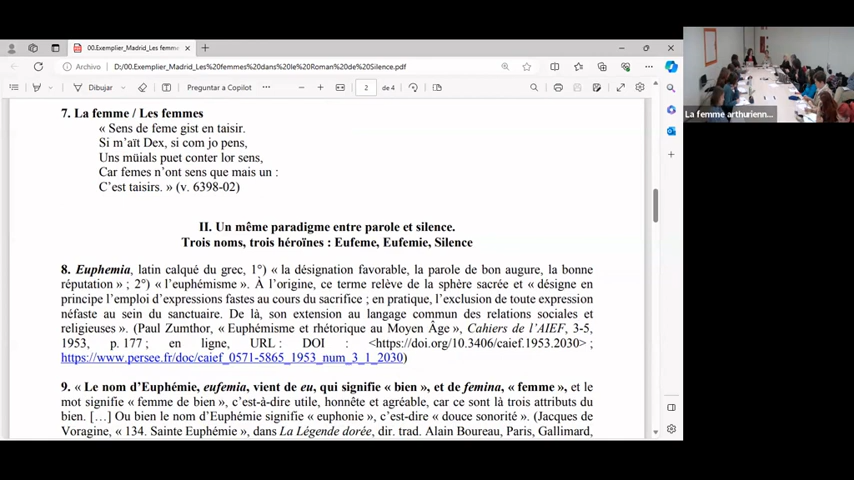 00.Exemplier_Madrid_Les femme
Archivo
D:/00.Exemplier_Madrid_Les%20femmes%20dans%20le%20Roman%20de%20Silence.pdf
Dibujar
Preguntar a Copilot
2
de 4
La femme arthurienn...
7. La femme / Les femmes
« Sens de feme gist en taisir.
Si m'aït Dex, si com jo pens,
Uns müials puet conter lor sens,
Car femes n'ont sens que mais un :
C'est taisirs. » (v. 6398-02)
II. Un même paradigme entre parole et silence.
Trois noms, trois héroïnes : Eufeme, Eufemie, Silence
8. Euphemia, latin calqué du grec, 1°) « la désignation favorable, la parole de bon augure, la bonne
réputation » ; 2°) « l'euphémisme ». À l'origine, ce terme relève de la sphère sacrée et « désigne en
principe l'emploi d'expressions fastes au cours du sacrifice ; en pratique, l'exclusion de toute expression
néfaste au sein du sanctuaire. De là, son extension au langage commun des relations sociales et
religieuses ». (Paul Zumthor, « Euphémisme et rhétorique au Moyen Âge », Cahiers de l'AIEF, 3-5,
1953, p. 177 ; en ligne, URL : DOI : <https://doi.org/10.3406/caief.1953.2030> ;
https://www.persee.fr/doc/caief_0571-5865_1953_num_3_1_2030)
9. « Le nom d'Euphémie, eufemia, vient de eu, qui signifie « bien », et de femina, « femme », et le
mot signifie « femme de bien », c'est-à-dire utile, honnête et agréable, car ce sont là trois attributs du
bien. […] Ou bien le nom d'Euphémie signifie « euphonie », c'est-dire « douce sonorité ». (Jacques de
Voragine, « 134. Sainte Euphémie », dans La Légende dorée, dir. trad. Alain Boureau, Paris, Gallimard,